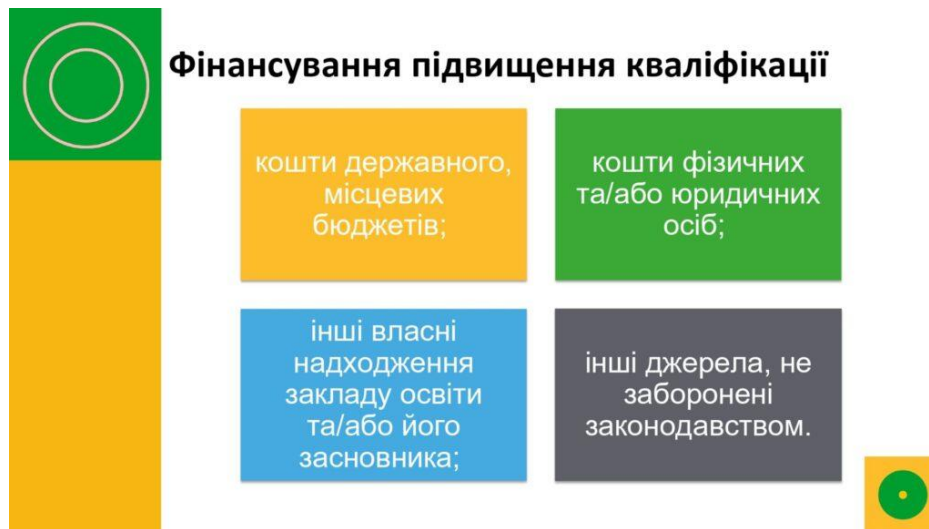 Фінансування підвищення кваліфікації
кошти державного,
місцевих
бюджетів;
кошти фізичних
та/або юридичних
осіб;
інші власні
надходження
закладу освіти
та/або його
засновника;
інші джерела, не
заборонені
законодавством.